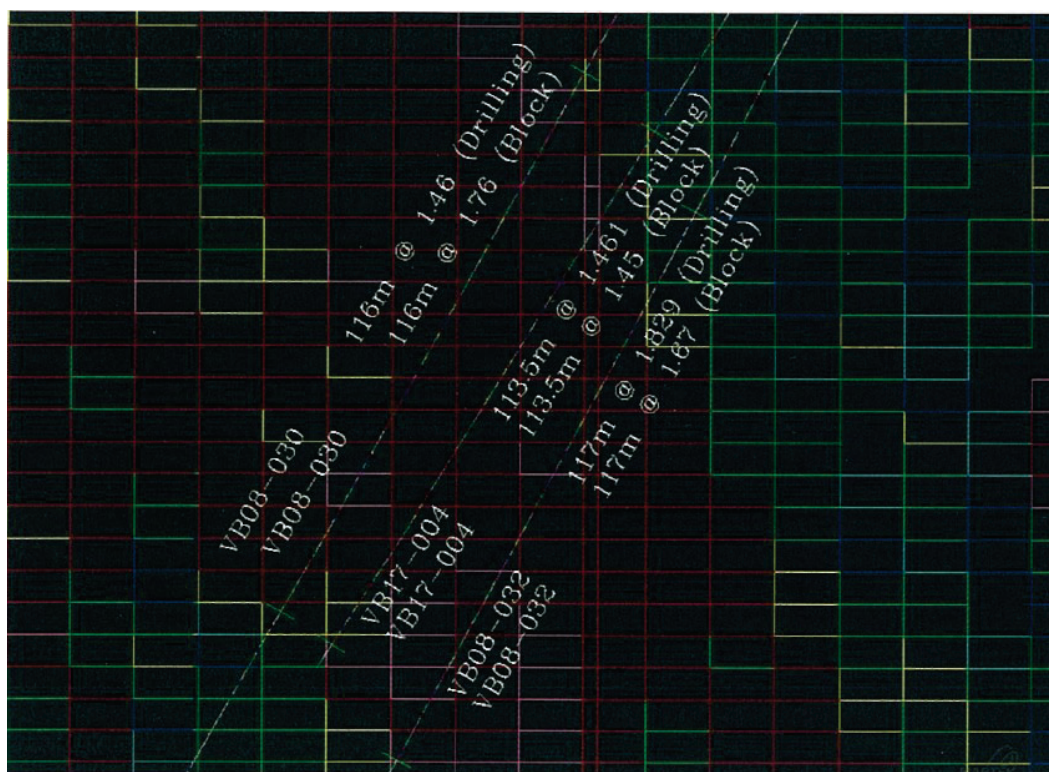 VB08-030 116m @ 1.46 (Drilling)
VB08-030 116m @ 1.76 (Block)
VB17-004 113.5m @ 1.461 (Drilling)
VB17-004 113.5m @ 1.45 (Block)
VB08-032 117m @ 1.829 (Drilling)
VB08-032 117m @ 1.67 (Block)